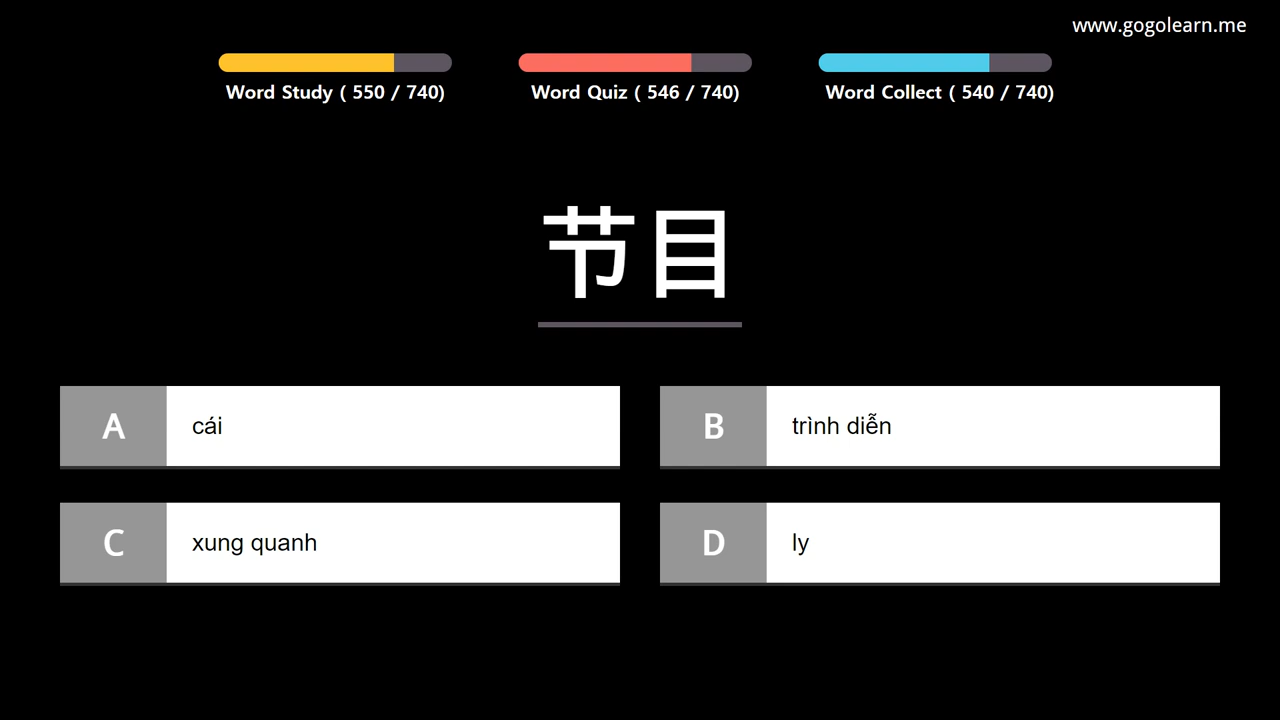 www.gogolearn.me
Word Study ( 550 / 740)
Word Quiz ( 546 / 740)
Word Collect ( 540 / 740)
节目
A cái
B trình diễn
C xung quanh
D ly